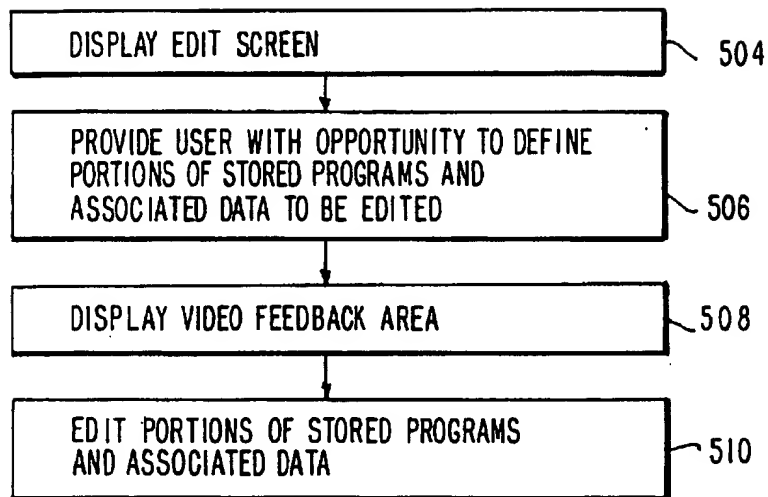 DISPLAY EDIT SCREEN
504
PROVIDE USER WITH OPPORTUNITY TO DEFINE
PORTIONS OF STORED PROGRAMS AND
ASSOCIATED DATA TO BE EDITED
506
DISPLAY VIDEO FEEDBACK AREA
508
EDIT PORTIONS OF STORED PROGRAMS
AND ASSOCIATED DATA
510